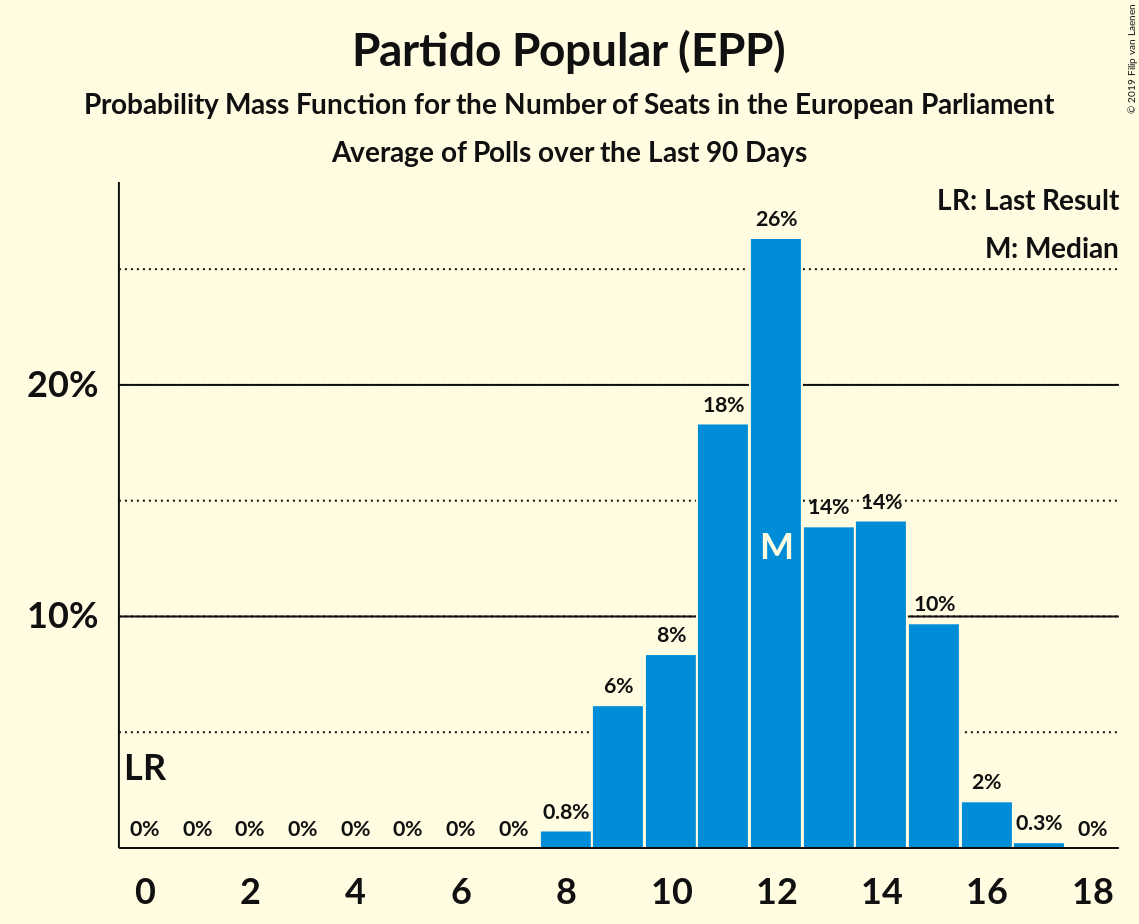 Partido Popular (EPP)
Probability Mass Function for the Number of Seats in the European Parliament
Average of Polls over the Last 90 Days
© 2019 Filip van Laenen
LR: Last Result
M: Median
20%
10%
LR
M
0% 0% 0% 0% 0% 0% 0% 0% 0.8% 6% 8% 18% 26% 14% 14% 10% 2% 0.3% 0%
0 2 4 6 8 10 12 14 16 18